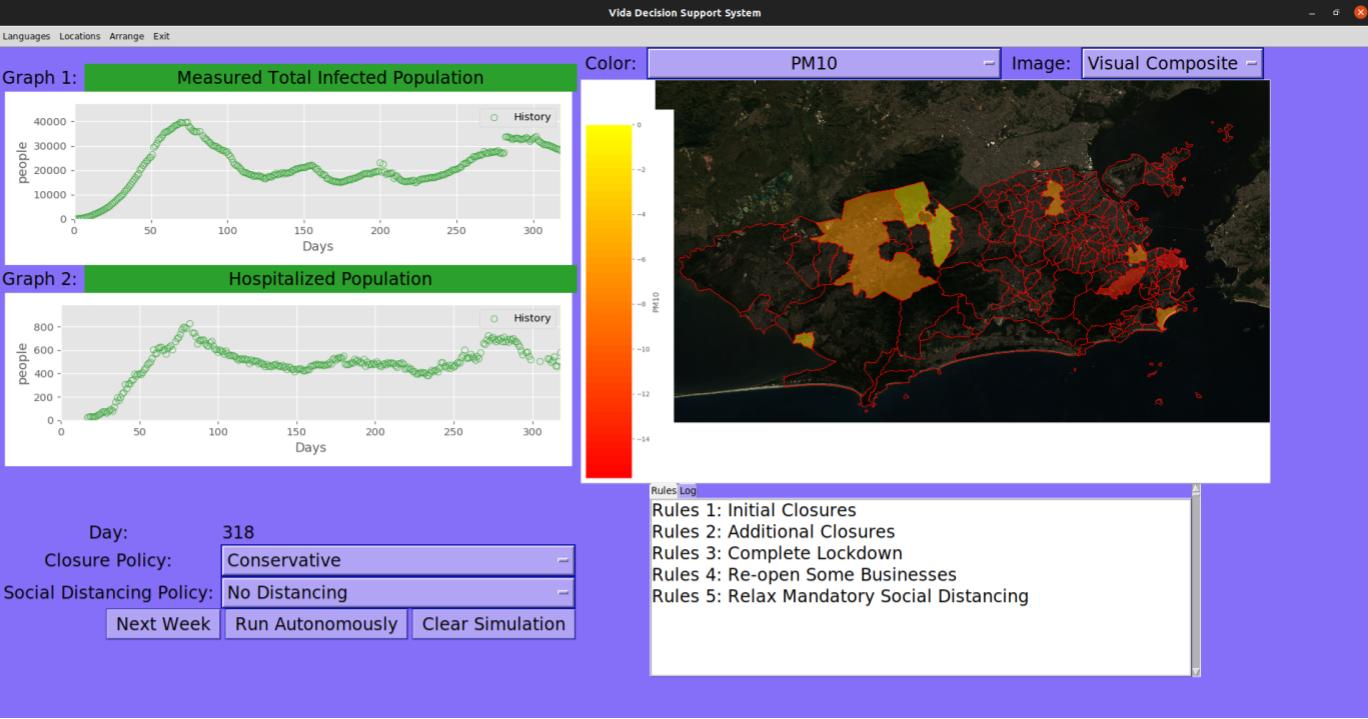 Vida Decision Support System
Languages Locations Arrange Exit
Graph 1: Measured Total Infected Population
40000
30000
20000
10000
0
people
History
0 50 100 150 200 250 300
Days
Graph 2: Hospitalized Population
800
600
400
200
0
people
History
0 50 100 150 200 250 300
Days
Color: PM10 Image: Visual Composite
0
−2
−4
−6
−8
−10
−12
−14
PM10
Day: 318
Closure Policy: Conservative
Social Distancing Policy: No Distancing
Next Week Run Autonomously Clear Simulation
Rules Log
Rules 1: Initial Closures
Rules 2: Additional Closures
Rules 3: Complete Lockdown
Rules 4: Re-open Some Businesses
Rules 5: Relax Mandatory Social Distancing